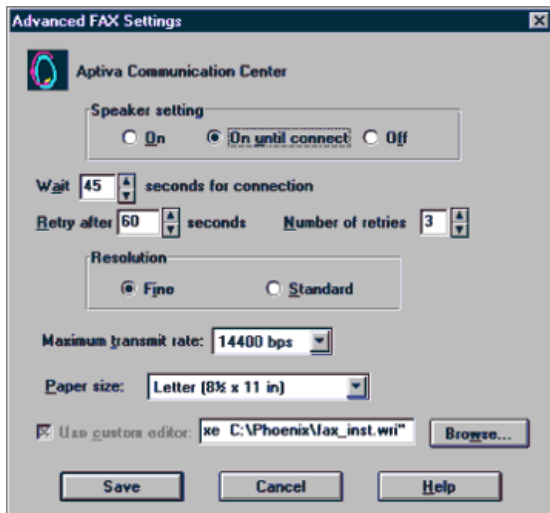 Advanced FAX Settings
Aptiva Communication Center
Speaker setting
On On until connect Off
Wait 45 seconds for connection
Retry after 60 seconds Number of retries 3
Resolution
Fine Standard
Maximum transmit rate: 14400 bps
Paper size: Letter (8½ x 11 in)
Use custom editor: xe C:\Phoenix\fax_inst.wri" Browse...
Save Cancel Help